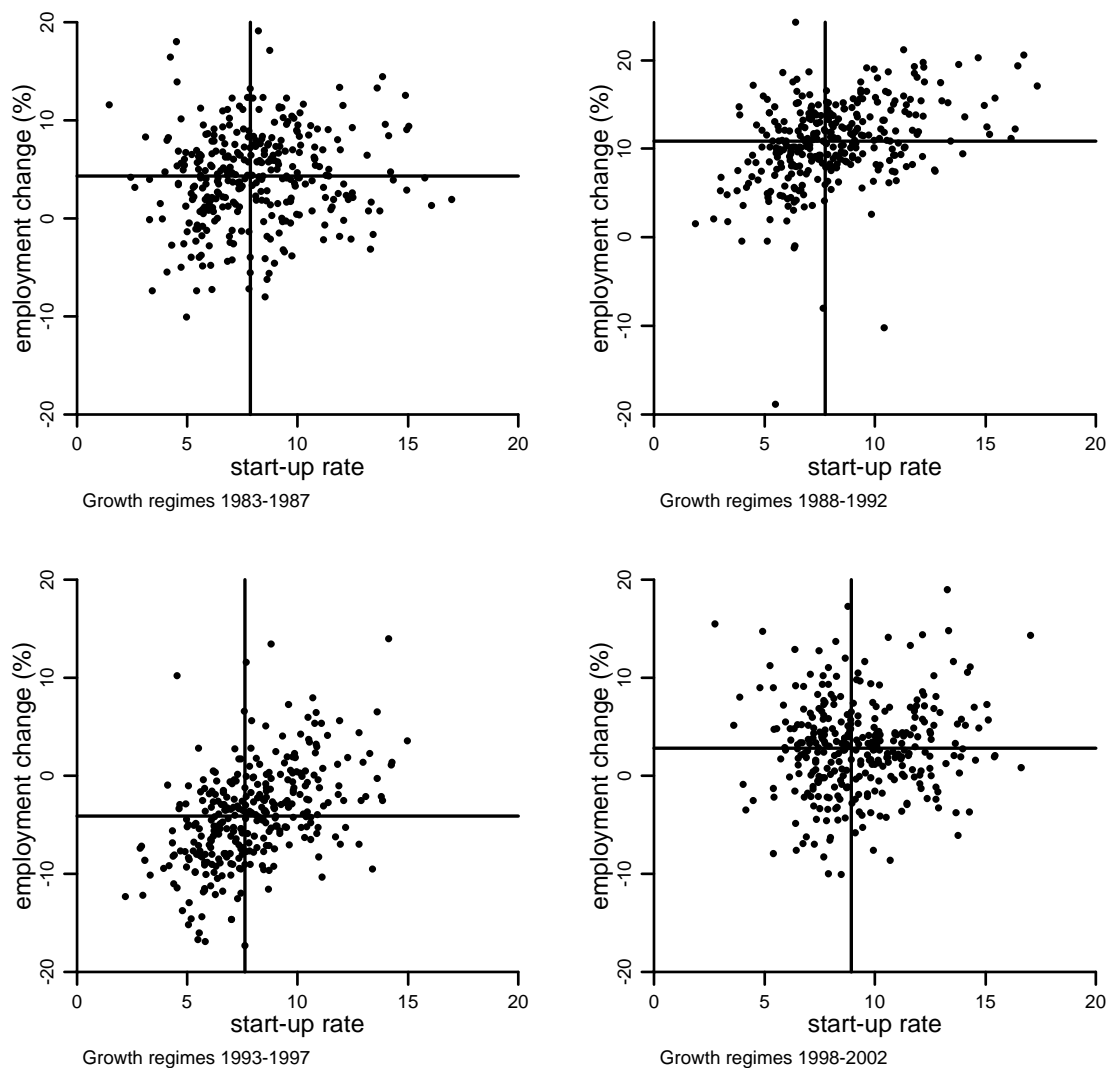 20
10
0
-10
-20
employment change (%)
0 5 10 15 20
start-up rate
Growth regimes 1983-1987
20
10
0
-10
-20
employment change (%)
0 5 10 15 20
start-up rate
Growth regimes 1988-1992
20
10
0
-10
-20
employment change (%)
0 5 10 15 20
start-up rate
Growth regimes 1993-1997
20
10
0
-10
-20
employment change (%)
0 5 10 15 20
start-up rate
Growth regimes 1998-2002